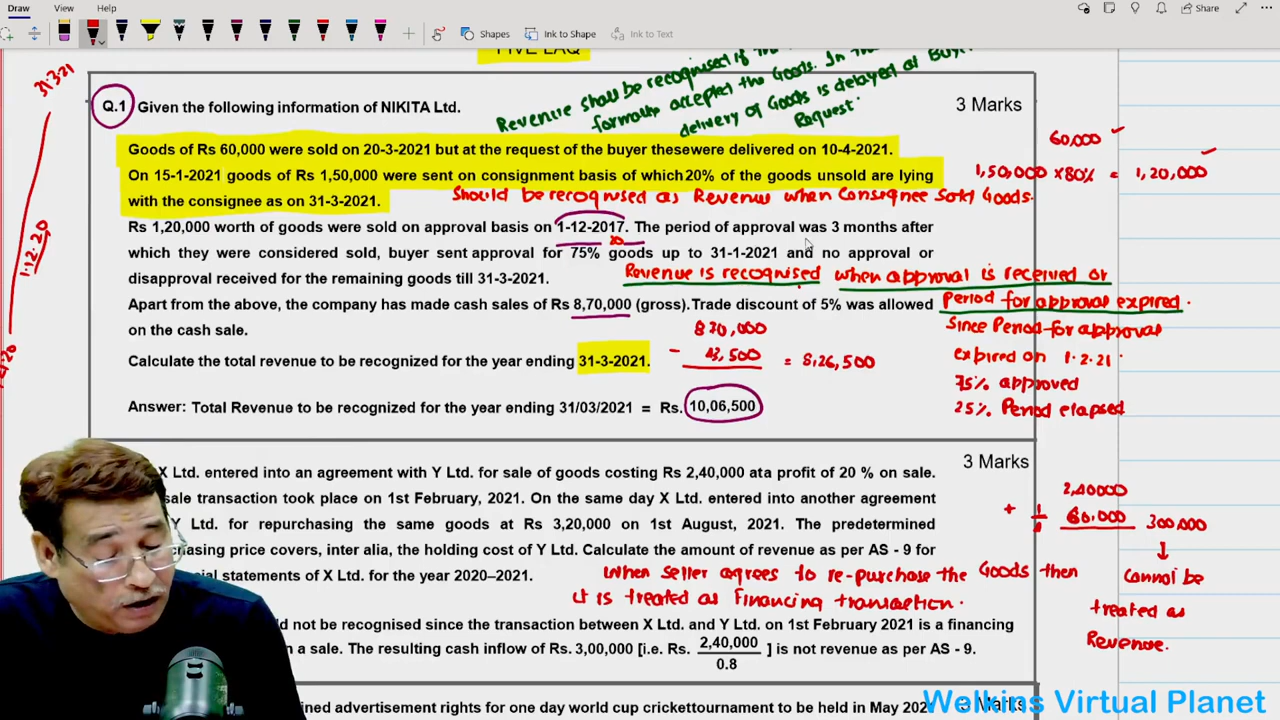 Draw View Help
Share
Shapes Ink to Shape Ink to Text
FIVE LAQ
Revenue shall be recognised if the
formally accepted the Goods. In the
delivery of Goods is delayed at Buyer
Request.
31.3.21
1.12.20
Q.1 Given the following information of NIKITA Ltd. 3 Marks
Goods of Rs 60,000 were sold on 20-3-2021 but at the request of the buyer thesewere delivered on 10-4-2021.
60,000
On 15-1-2021 goods of Rs 1,50,000 were sent on consignment basis of which20% of the goods unsold are lying
1,50,000 x80% = 1,20,000
with the consignee as on 31-3-2021.
Should be recognised as Revenue when Consignee Sold Goods.
Rs 1,20,000 worth of goods were sold on approval basis on 1-12-2017. The period of approval was 3 months after
20
which they were considered sold, buyer sent approval for 75% goods up to 31-1-2021 and no approval or
disapproval received for the remaining goods till 31-3-2021.
Revenue is recognised when approval is received or
Period for approval expired.
Apart from the above, the company has made cash sales of Rs 8,70,000 (gross).Trade discount of 5% was allowed
on the cash sale.
870,000
- 43,500 = 8,26,500
Since Period for approval
expired on 1.2.21.
75% approved
25% Period elapsed
Calculate the total revenue to be recognized for the year ending 31-3-2021.
Answer: Total Revenue to be recognized for the year ending 31/03/2021 = Rs. 10,06,500
3 Marks
X Ltd. entered into an agreement with Y Ltd. for sale of goods costing Rs 2,40,000 ata profit of 20 % on sale.
sale transaction took place on 1st February, 2021. On the same day X Ltd. entered into another agreement
Y Ltd. for repurchasing the same goods at Rs 3,20,000 on 1st August, 2021. The predetermined
chasing price covers, inter alia, the holding cost of Y Ltd. Calculate the amount of revenue as per AS - 9 for
ial statements of X Ltd. for the year 2020–2021.
When seller agrees to re-purchase the Goods then
it is treated as Financing transaction.
2,40000
+ 60,000 300,000
Cannot be
treated as
Revenue.
ld not be recognised since the transaction between X Ltd. and Y Ltd. on 1st February 2021 is a financing
n a sale. The resulting cash inflow of Rs. 3,00,000 [i.e Rs. 2,40,000 / 0.8 ] is not revenue as per AS - 9.
ined advertisement rights for one day world cup crickettournament to be held in May 202 3 Marks
Welkins Virtual Planet